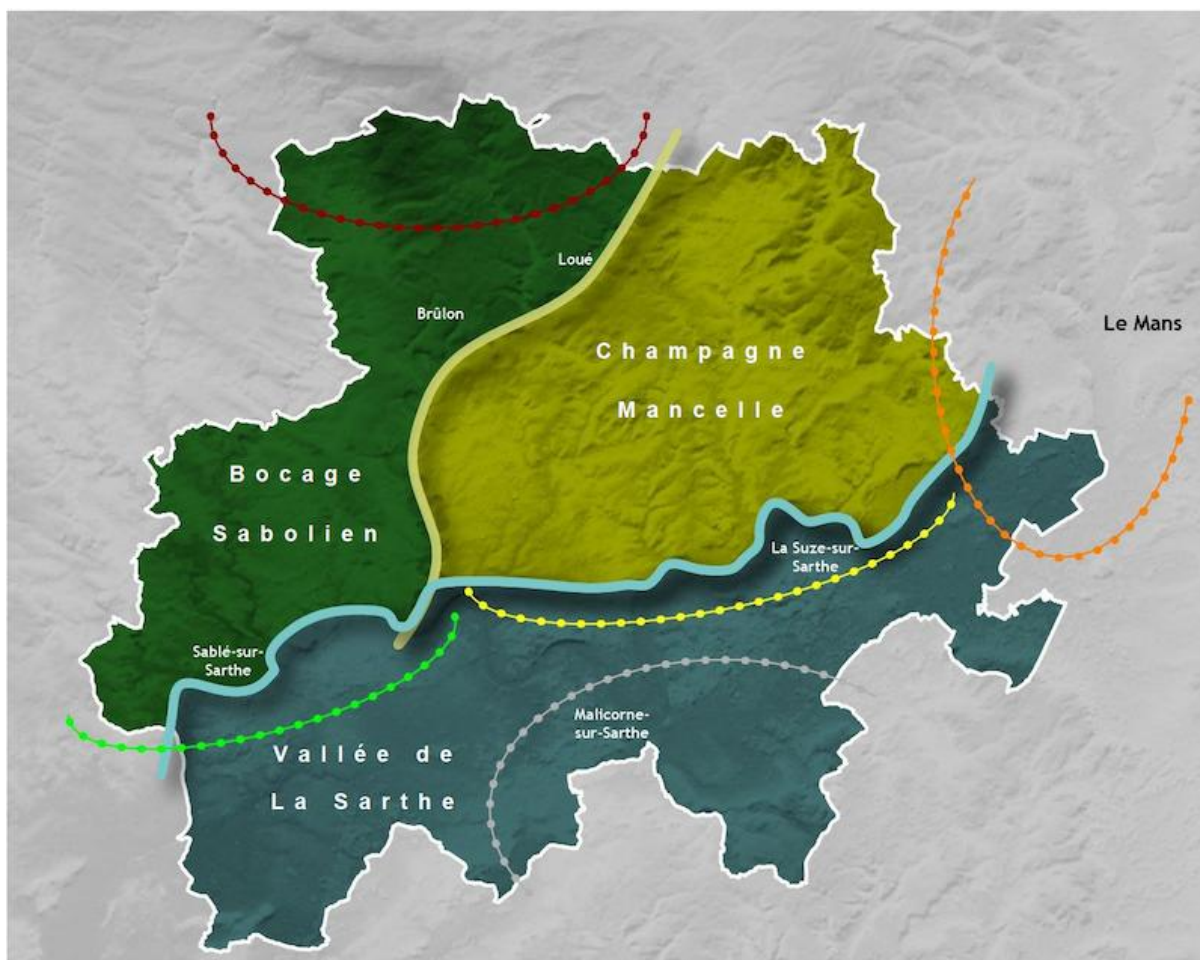 Loué
Brûlon
Le Mans
Champagne
Mancelle
Bocage
Sabolien
La Suze-sur-
Sarthe
Sablé-sur-
Sarthe
Malicorne-
sur-Sarthe
Vallée de
La Sarthe